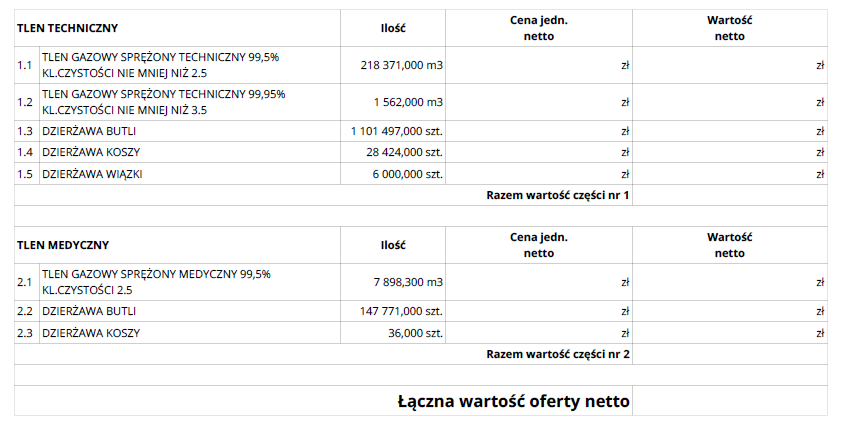 TLEN TECHNICZNY Ilość Cena jedn. netto Wartość netto
1.1 TLEN GAZOWY SPRĘŻONY TECHNICZNY 99,5%
KL.CZYSTOŚCI NIE MNIEJ NIŻ 2.5 218 371,000 m3 zł zł
1.2 TLEN GAZOWY SPRĘŻONY TECHNICZNY 99,95%
KL.CZYSTOŚCI NIE MNIEJ NIŻ 3.5 1 562,000 m3 zł zł
1.3 DZIERŻAWA BUTLI 1 101 497,000 szt. zł zł
1.4 DZIERŻAWA KOSZY 28 424,000 szt. zł zł
1.5 DZIERŻAWA WIĄZKI 6 000,000 szt. zł zł
Razem wartość części nr 1
TLEN MEDYCZNY Ilość Cena jedn. netto Wartość netto
2.1 TLEN GAZOWY SPRĘŻONY MEDYCZNY 99,5%
KL.CZYSTOŚCI 2.5 7 898,300 m3 zł zł
2.2 DZIERŻAWA BUTLI 147 771,000 szt. zł zł
2.3 DZIERŻAWA KOSZY 36,000 szt. zł zł
Razem wartość części nr 2
Łączna wartość oferty netto